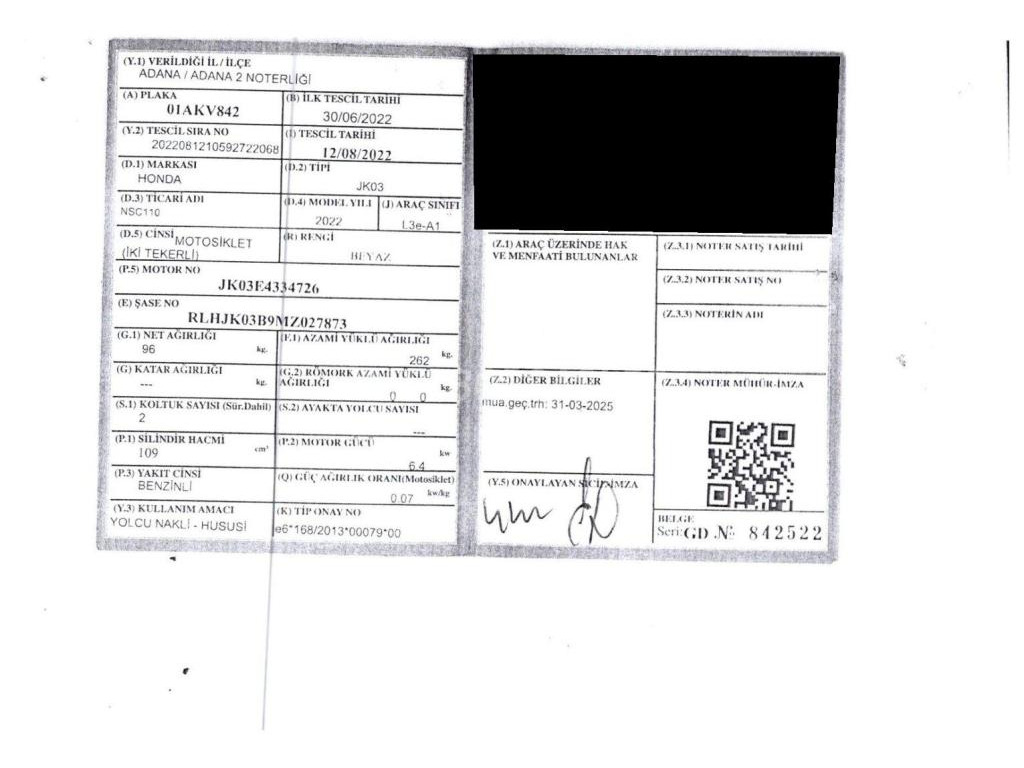 (Y.1) VERİLDİĞİ İL / İLÇE
ADANA / ADANA 2 NOTERLİĞİ
(A) PLAKA
01AKV842
(B) İLK TESCİL TARİHİ
30/06/2022
(Y.2) TESCİL SIRA NO
2022081210592722068
(I) TESCİL TARİHİ
12/08/2022
(D.1) MARKASI
HONDA
(D.2) TİPİ
JK03
(D.3) TİCARİ ADI
NSC110
(D.4) MODEL YILI
2022
(J) ARAÇ SINIFI
L3e-A1
(D.5) CİNSİ MOTOSİKLET
(İKİ TEKERLİ)
(R) RENGİ
BEYAZ
(P.5) MOTOR NO
JK03E4334726
(E) ŞASE NO
RLHJK03B9MZ027873
(G.1) NET AĞIRLIĞI
96 kg.
(F.1) AZAMİ YÜKLÜ AĞIRLIĞI
262 kg.
(G) KATAR AĞIRLIĞI
--- kg.
(G.2) RÖMORK AZAMİ YÜKLÜ
AĞIRLIĞI
0 0 kg.
(S.1) KOLTUK SAYISI (Sür.Dahil)
2
(S.2) AYAKTA YOLCU SAYISI
---
(P.1) SİLİNDİR HACMİ
109 cm³
(P.2) MOTOR GÜCÜ
6.4 kw
(P.3) YAKIT CİNSİ
BENZİNLİ
(Q) GÜÇ AĞIRLIK ORANI(Motosiklet)
0.07 kw/kg
(Y.3) KULLANIM AMACI
YOLCU NAKLİ - HUSUSİ
(K) TİP ONAY NO
e6*168/2013*00079*00
(Z.1) ARAÇ ÜZERİNDE HAK
VE MENFAATİ BULUNANLAR
(Z.3.1) NOTER SATIŞ TARİHİ
(Z.3.2) NOTER SATIŞ NO
(Z.3.3) NOTERİN ADI
(Z.2) DİĞER BİLGİLER
mua.geç.trh: 31-03-2025
(Z.3.4) NOTER MÜHÜR-İMZA
(Y.5) ONAYLAYAN SİCİL-İMZA
BELGE
Seri:GD № 842522